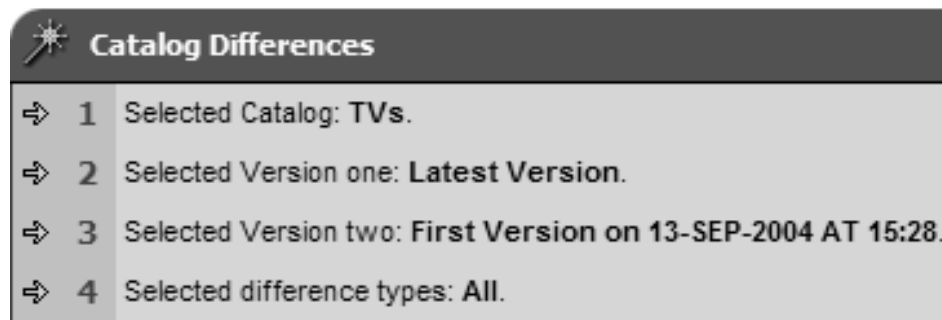 Catalog Differences
1 Selected Catalog: TVs.
2 Selected Version one: Latest Version.
3 Selected Version two: First Version on 13-SEP-2004 AT 15:28.
4 Selected difference types: All.